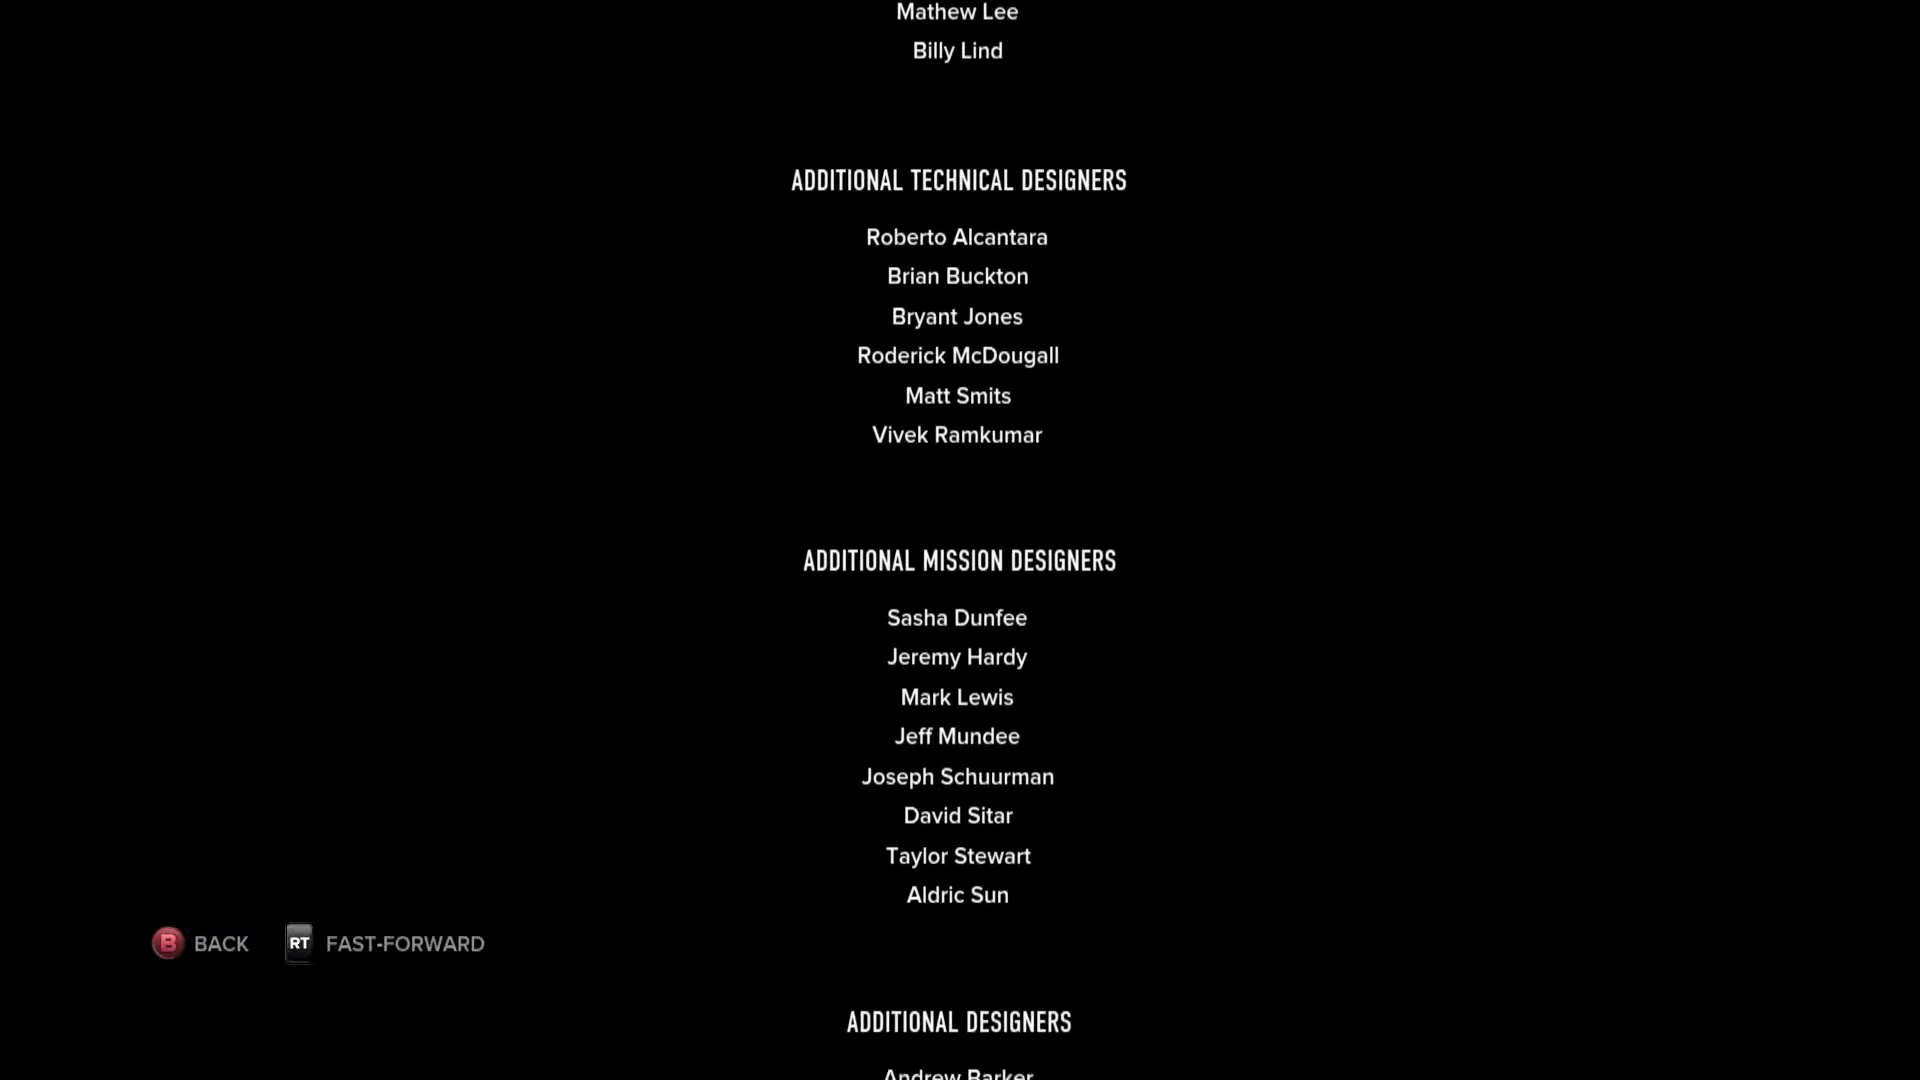 Mathew Lee
Billy Lind
ADDITIONAL TECHNICAL DESIGNERS
Roberto Alcantara
Brian Buckton
Bryant Jones
Roderick McDougall
Matt Smits
Vivek Ramkumar
ADDITIONAL MISSION DESIGNERS
Sasha Dunfee
Jeremy Hardy
Mark Lewis
Jeff Mundee
Joseph Schuurman
David Sitar
Taylor Stewart
Aldric Sun
B BACK RT FAST-FORWARD
ADDITIONAL DESIGNERS
Andrew Barker